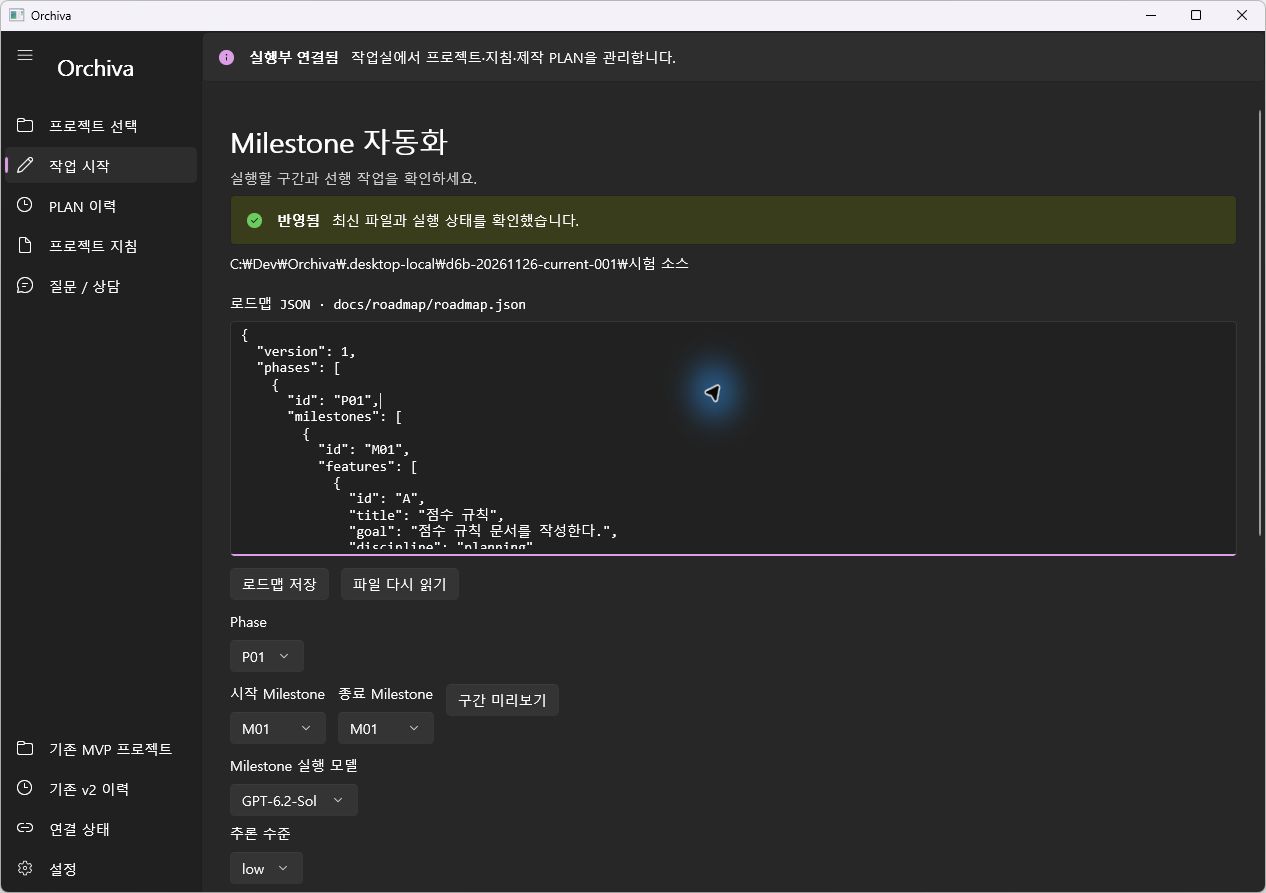 Orchiva
Orchiva
프로젝트 선택
작업 시작
PLAN 이력
프로젝트 지침
질문 / 상담
기존 MVP 프로젝트
기존 v2 이력
연결 상태
설정
실행부 연결됨 작업실에서 프로젝트·지침·제작 PLAN을 관리합니다.
Milestone 자동화
실행할 구간과 선행 작업을 확인하세요.
반영됨 최신 파일과 실행 상태를 확인했습니다.
C:₩Dev₩Orchiva₩.desktop-local₩d6b-20261126-current-001₩시험 소스
로드맵 JSON · docs/roadmap/roadmap.json
{
"version": 1,
"phases": [
{
"id": "P01",
"milestones": [
{
"id": "M01",
"features": [
{
"id": "A",
"title": "점수 규칙",
"goal": "점수 규칙 문서를 작성한다.",
"discipline": "planning"
로드맵 저장 파일 다시 읽기
Phase
P01
시작 Milestone 종료 Milestone 구간 미리보기
M01 M01
Milestone 실행 모델
GPT-6.2-Sol
추론 수준
low